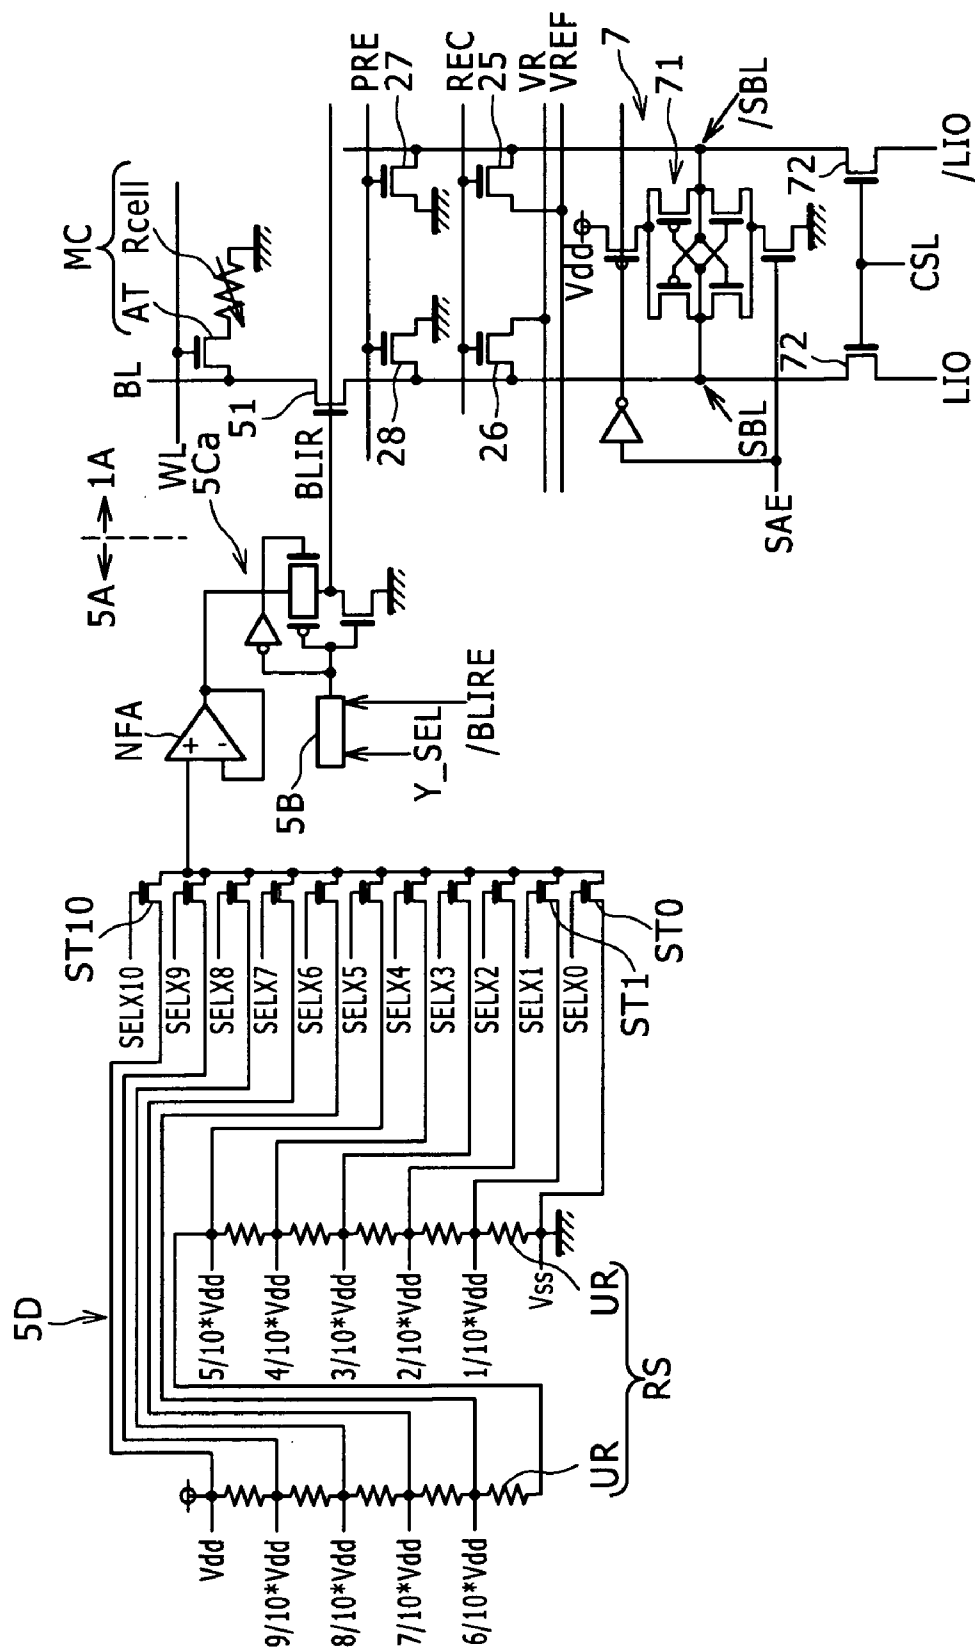 5D
Vdd
9/10*Vdd
8/10*Vdd
7/10*Vdd
6/10*Vdd
5/10*Vdd
4/10*Vdd
3/10*Vdd
2/10*Vdd
1/10*Vdd
Vss
UR
UR
RS
ST10
SELX10
SELX9
SELX8
SELX7
SELX6
SELX5
SELX4
SELX3
SELX2
SELX1
SELX0
ST1
ST0
NFA
+
-
5A
1A
5B
Y_SEL
/BLIRE
5Ca
WL
BL
MC
AT
Rcell
51
BLIR
PRE
28
27
REC
26
25
VR
VREF
Vdd
7
71
SBL
/SBL
SAE
72
72
LIO
CSL
/LIO